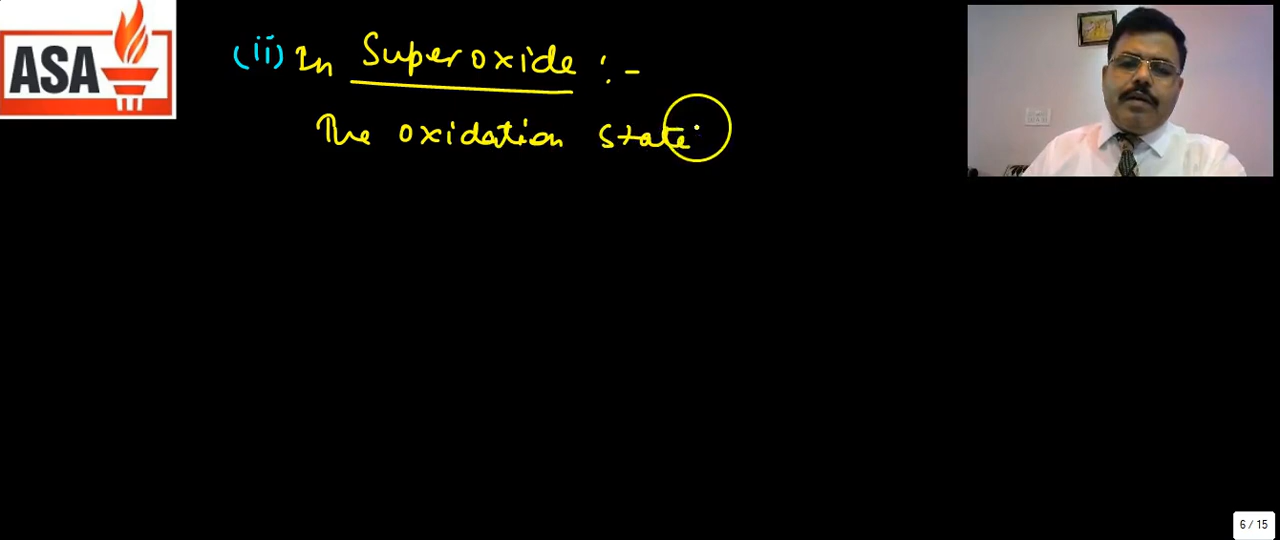 ASA
(ii) In Superoxide :-
The oxidation state
6 / 15